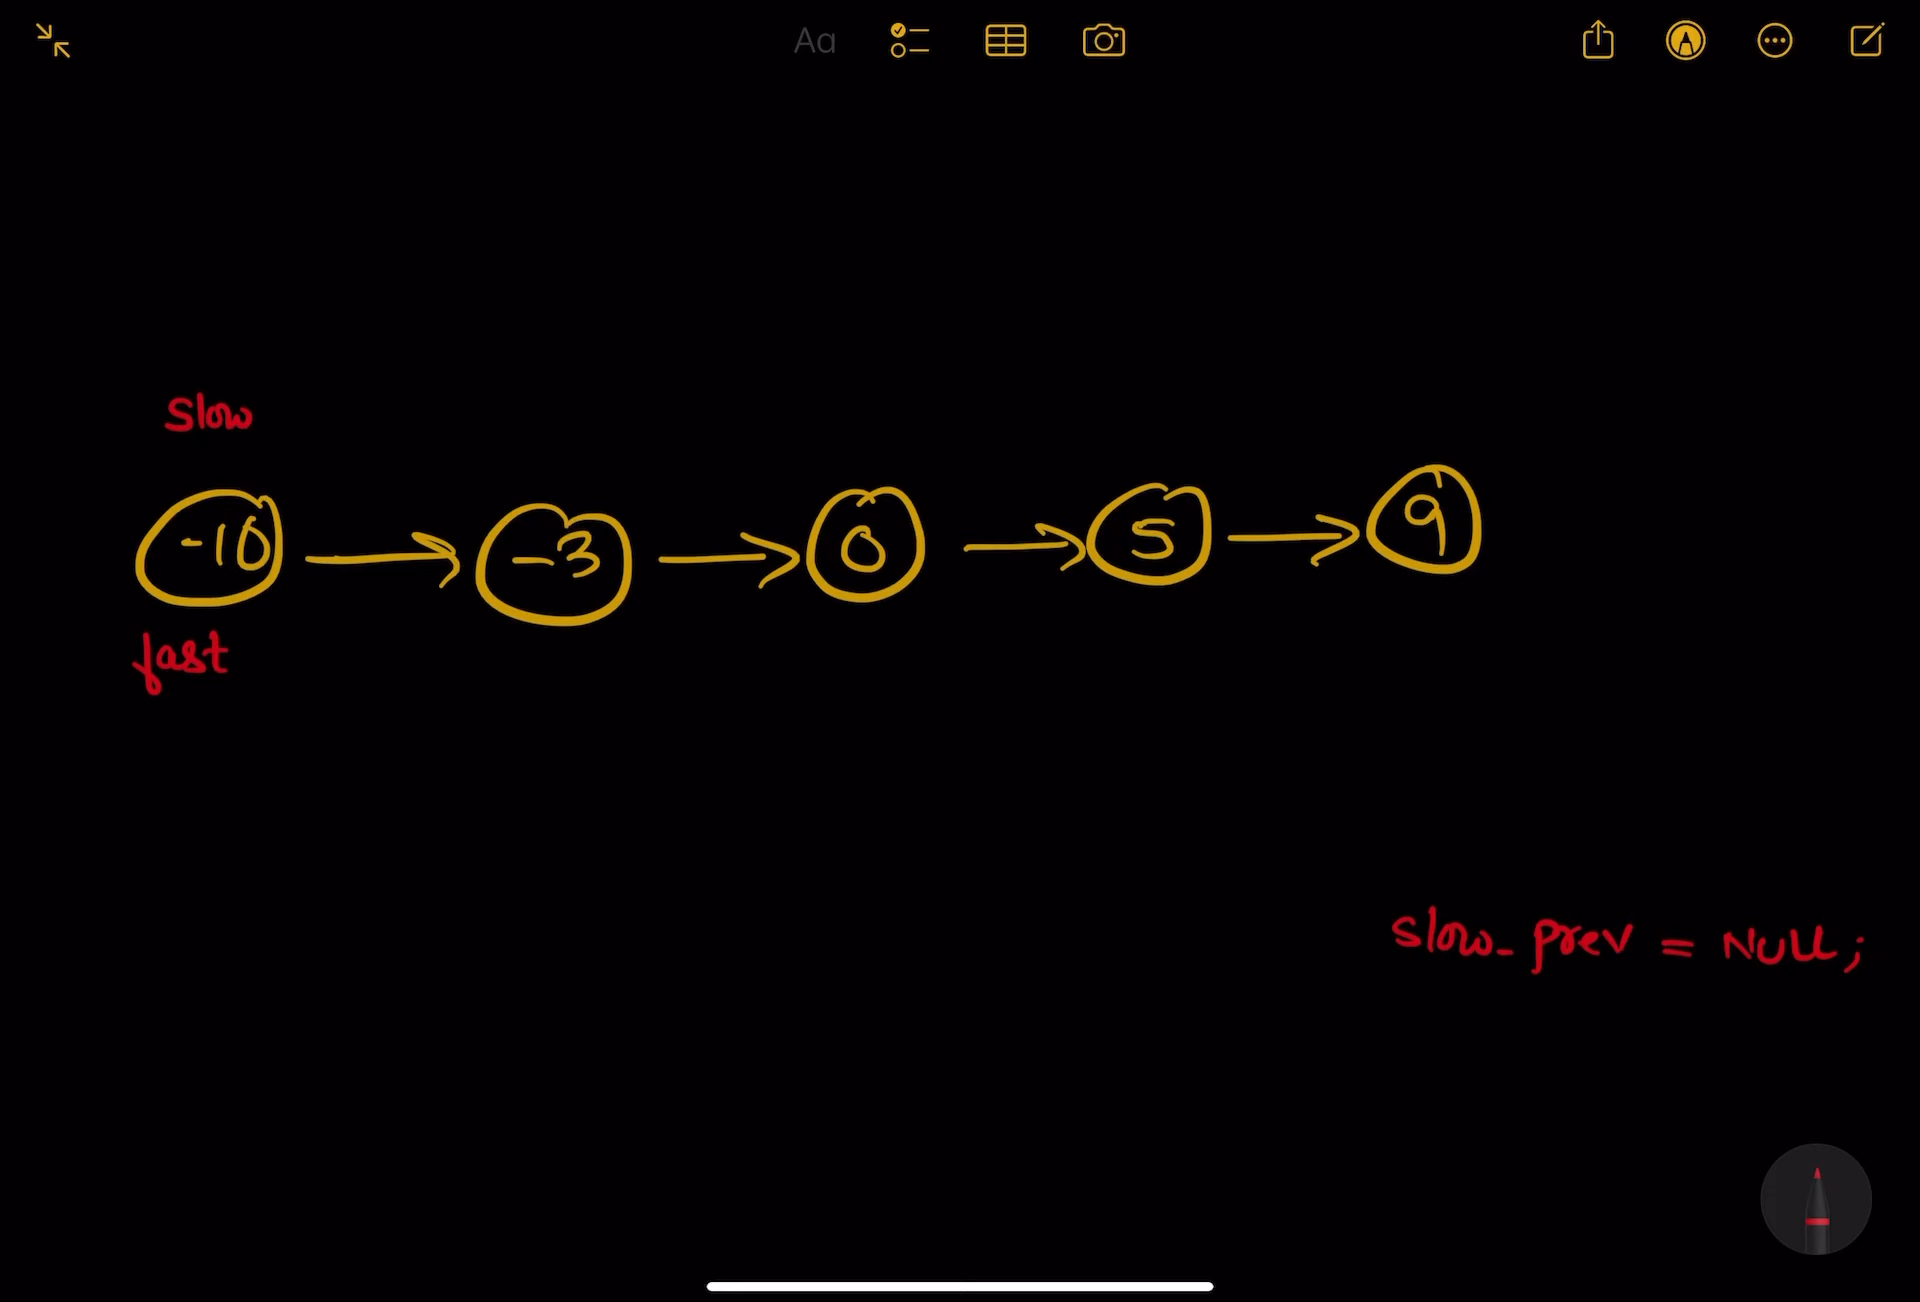 Aa
slow
-10 → -3 → 0 → 5 → 9
fast
slow_prev = NULL;